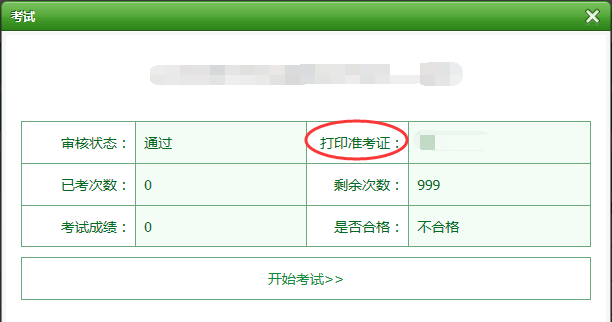 考试
审核状态： 通过 打印准考证：
已考次数： 0 剩余次数： 999
考试成绩： 0 是否合格： 不合格
开始考试>>